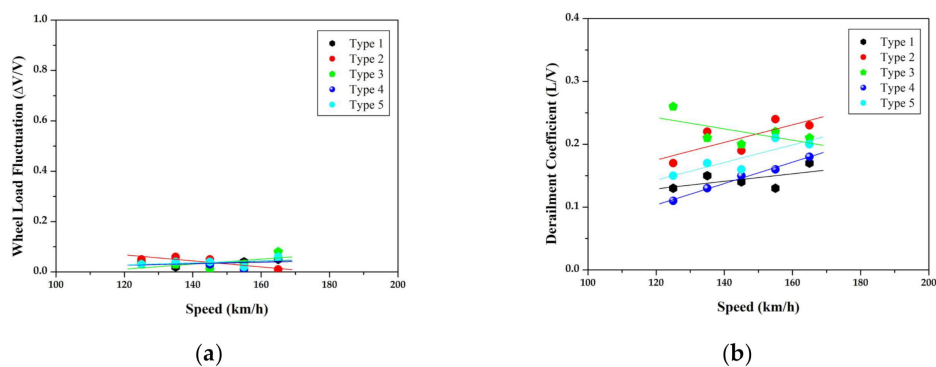 1.0
0.8
0.6
0.4
0.2
0.0
Wheel Load Fluctuation (ΔV/V)
100 120 140 160 180 200
Speed (km/h)
Type 1
Type 2
Type 3
Type 4
Type 5
(a)
0.4
0.3
0.2
0.1
0.0
Derailment Coefficient (L/V)
100 120 140 160 180 200
Speed (km/h)
Type 1
Type 2
Type 3
Type 4
Type 5
(b)